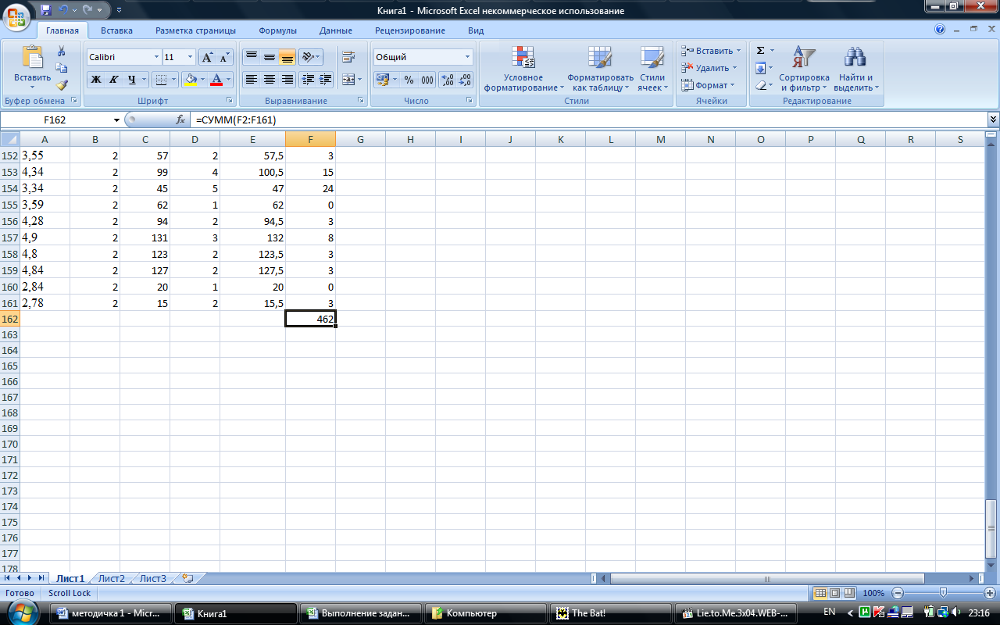 Книга1 - Microsoft Excel некоммерческое использование
Главная Вставка Разметка страницы Формулы Данные Рецензирование Вид
Вставить
Буфер обмена
Calibri 11
Ж К Ч
Шрифт
Выравнивание
Общий
% 000
Число
Условное форматирование
Форматировать как таблицу
Стили ячеек
Стили
Вставить
Удалить
Формат
Ячейки
Σ
Сортировка и фильтр
Найти и выделить
Редактирование
F162 fx =СУММ(F2:F161)
A B C D E F G H I J K L M N O P Q R S
152 3,55 2 57 2 57,5 3
153 4,34 2 99 4 100,5 15
154 3,34 2 45 5 47 24
155 3,59 2 62 1 62 0
156 4,28 2 94 2 94,5 3
157 4,9 2 131 3 132 8
158 4,8 2 123 2 123,5 3
159 4,84 2 127 2 127,5 3
160 2,84 2 20 1 20 0
161 2,78 2 15 2 15,5 3
162 462
163
164
165
166
167
168
169
170
171
172
173
174
175
176
177
178
Лист1 Лист2 Лист3
Готово Scroll Lock 100%
методичка 1 - Micr... Книга1 Выполнение задан... Компьютер The Bat! Lie.to.Me.3x04.WEB-... EN 23:16